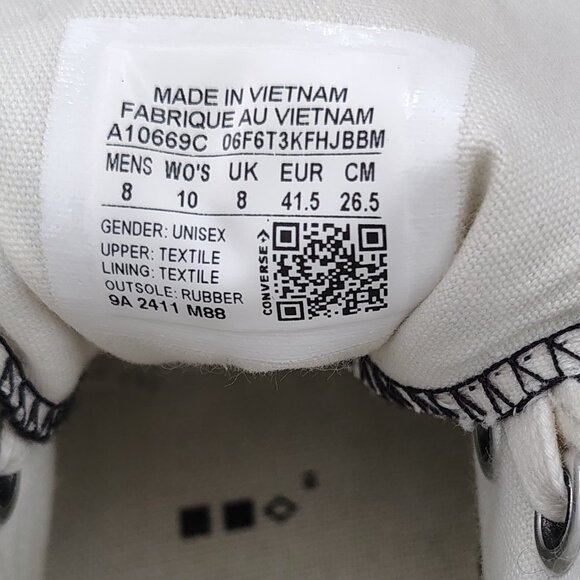 MADE IN VIETNAM
FABRIQUE AU VIETNAM
A10669C 06F6T3KFHJBBM
MENS WO'S UK EUR CM
8 10 8 41.5 26.5
GENDER: UNISEX
UPPER: TEXTILE
LINING: TEXTILE
OUTSOLE: RUBBER
9A 2411 M88
CONVERSE